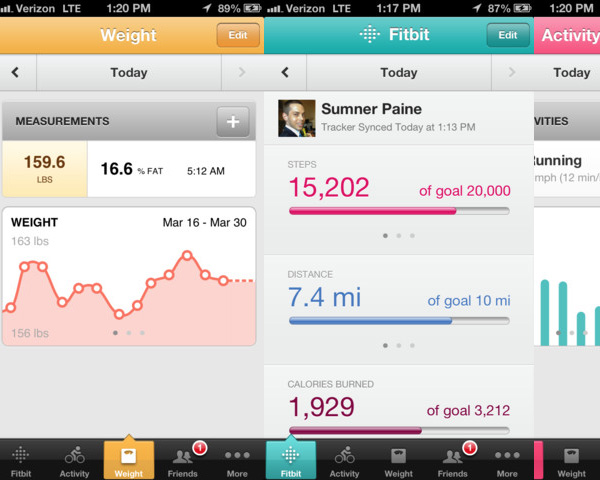 Verizon LTE 1:20 PM 89%
Weight Edit
Today
MEASUREMENTS +
159.6 LBS 16.6 % FAT 5:12 AM
WEIGHT Mar 16 - Mar 30
163 lbs
156 lbs
Fitbit Activity Weight Friends 1 More
Verizon LTE 1:17 PM 87%
Fitbit Edit
Today
Sumner Paine
Tracker Synced Today at 1:13 PM
STEPS
15,202 of goal 20,000
DISTANCE
7.4 mi of goal 10 mi
CALORIES BURNED
1,929 of goal 3,212
Fitbit Activity Weight Friends 1 More
Verizon LTE 1:20 PM
Activity
Today
VITIES
Running
mph (12 min/
Weight